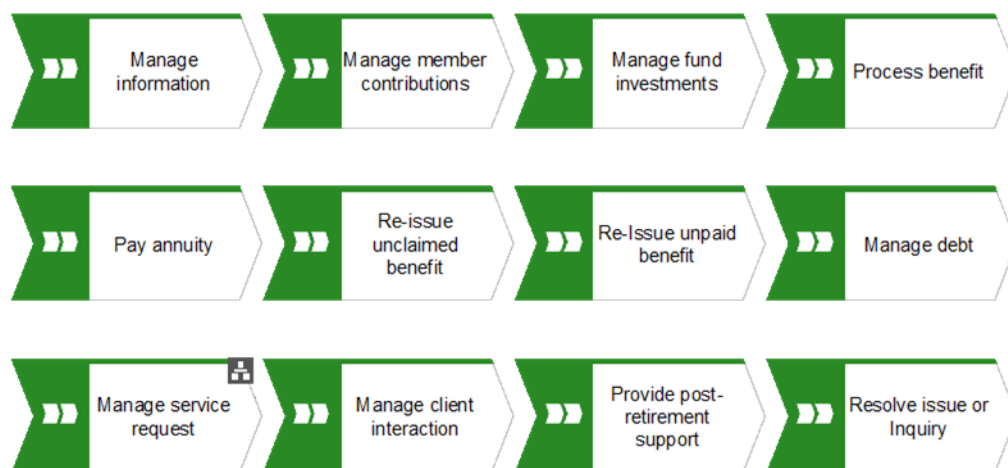 Manage
information
Manage member
contributions
Manage fund
investments
Process benefit
Pay annuity
Re-issue
unclaimed
benefit
Re-Issue unpaid
benefit
Manage debt
Manage service
request
Manage client
interaction
Provide post-
retirement
support
Resolve issue or
Inquiry